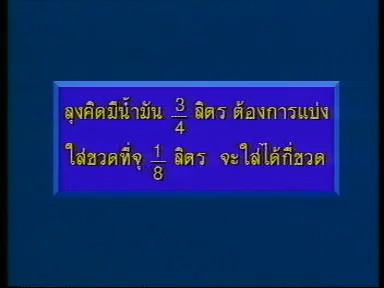 ลุงคิดมีน้ำมัน 3/4 ลิตร ต้องการแบ่ง
ใส่ขวดที่จุ 1/8 ลิตร จะใส่ได้กี่ขวด